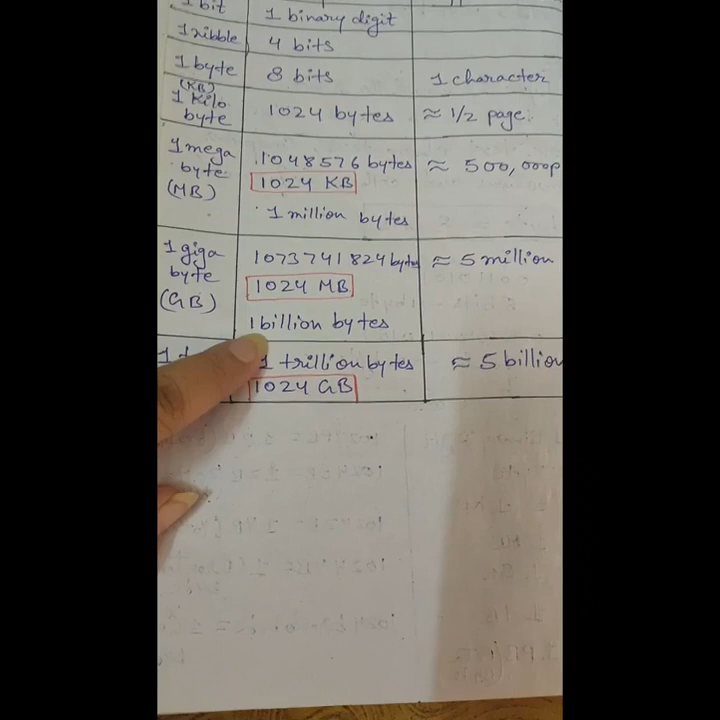 1 bit 1 binary digit
1 nibble 4 bits
1 byte 8 bits 1 character
(KB)
1 Kilo byte 1024 bytes ≈ 1/2 page.
1 mega byte (MB) 1048576 bytes ≈ 500,000p
1024 KB
1 million bytes
1 giga byte (GB) 1073741824 bytes ≈ 5 million
1024 MB
1 billion bytes
1 trillion bytes ≈ 5 billion
1024 GB